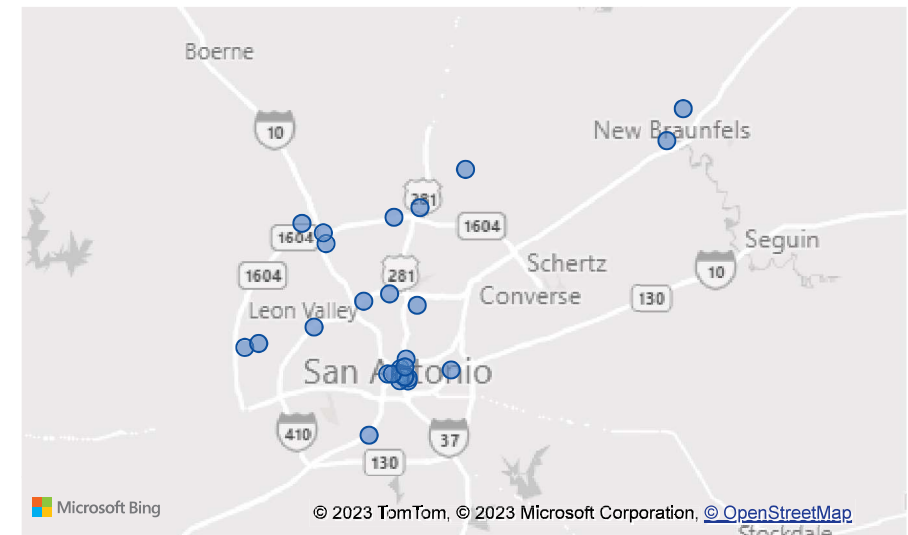 Boerne
10
New Braunfels
281
1604
1604
Seguin
Schertz
10
1604
281
Converse
130
Leon Valley
San Antonio
410
37
130
Microsoft Bing
© 2023 TomTom, © 2023 Microsoft Corporation, © OpenStreetMap
Stockdale